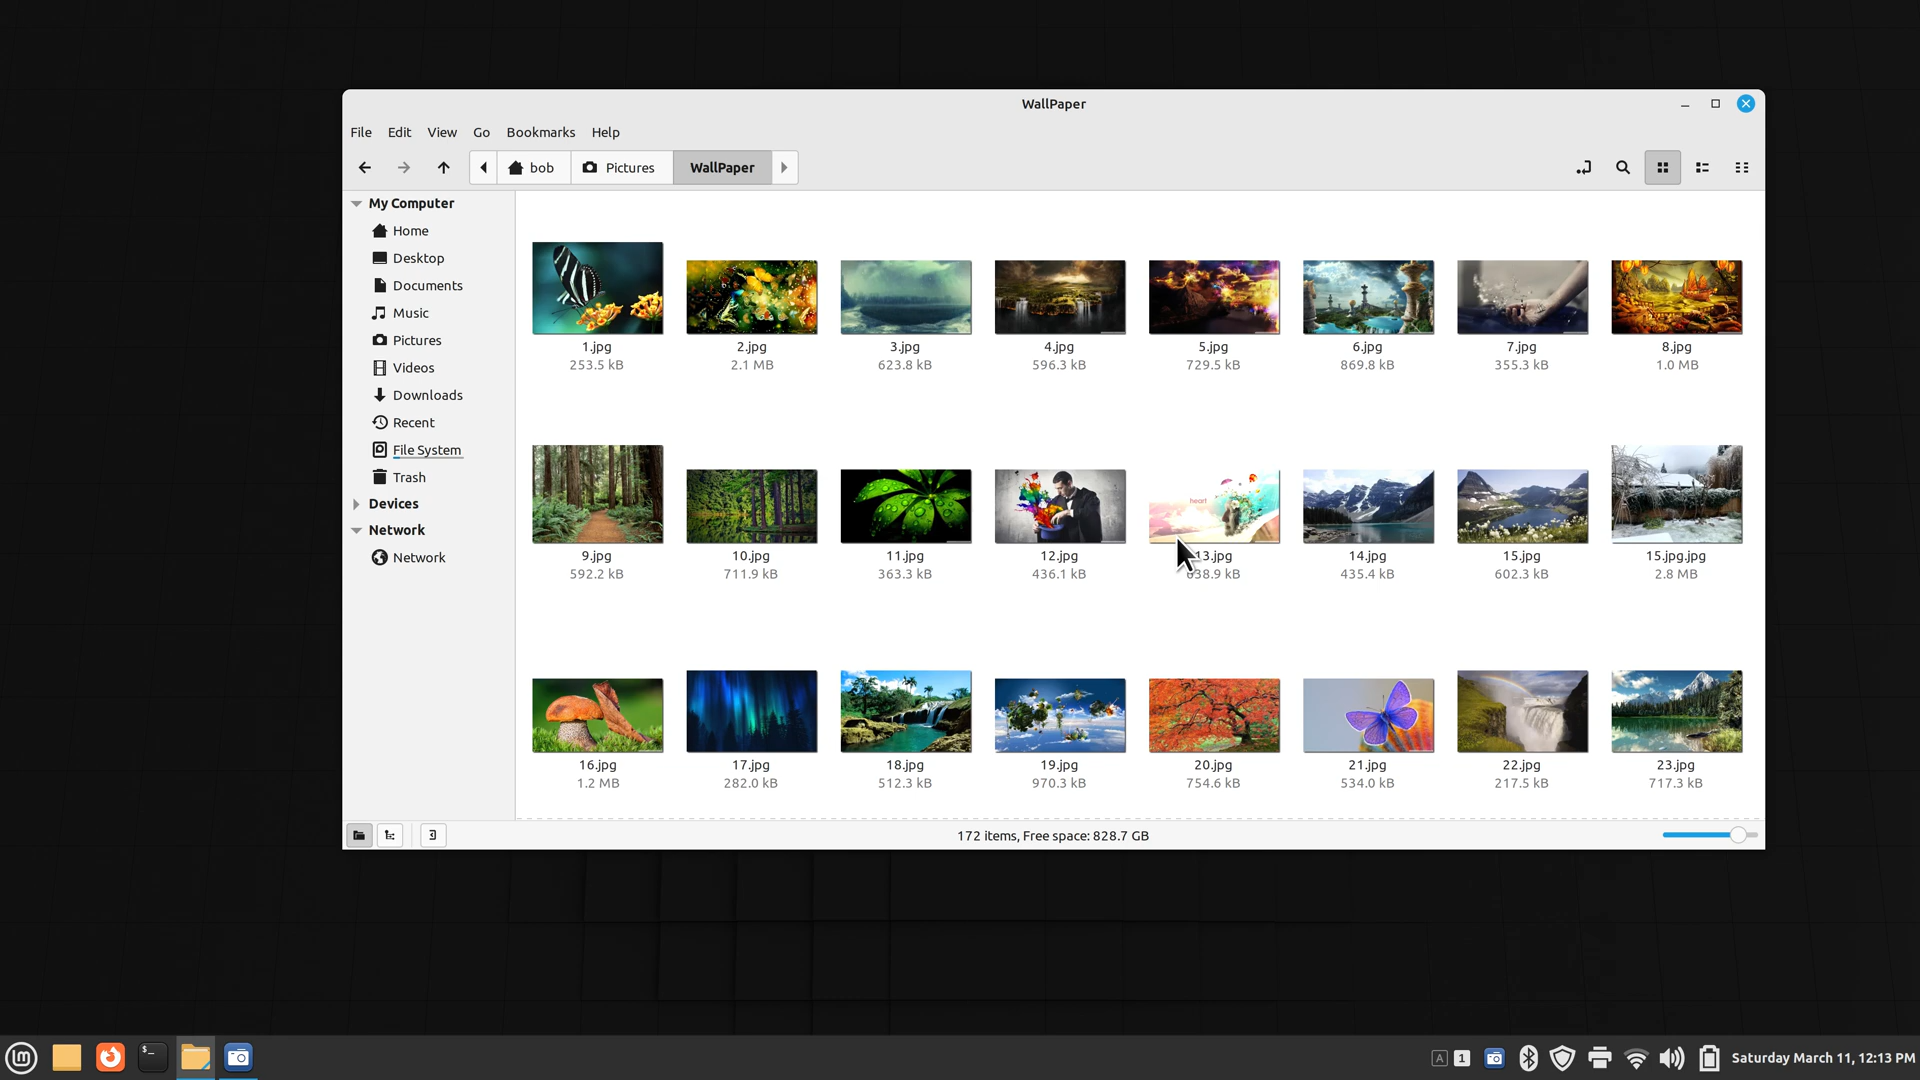 WallPaper
File Edit View Go Bookmarks Help
bob Pictures WallPaper
My Computer
Home
Desktop
Documents
Music
Pictures
Videos
Downloads
Recent
File System
Trash
Devices
Network
Network
1.jpg 2.jpg 3.jpg 4.jpg 5.jpg 6.jpg 7.jpg 8.jpg
253.5 kB 2.1 MB 623.8 kB 596.3 kB 729.5 kB 869.8 kB 355.3 kB 1.0 MB
heart
9.jpg 10.jpg 11.jpg 12.jpg 13.jpg 14.jpg 15.jpg 15.jpg.jpg
592.2 kB 711.9 kB 363.3 kB 436.1 kB 638.9 kB 435.4 kB 602.3 kB 2.8 MB
16.jpg 17.jpg 18.jpg 19.jpg 20.jpg 21.jpg 22.jpg 23.jpg
1.2 MB 282.0 kB 512.3 kB 970.3 kB 754.6 kB 534.0 kB 217.5 kB 717.3 kB
172 items, Free space: 828.7 GB
$_ A 1 Saturday March 11, 12:13 PM